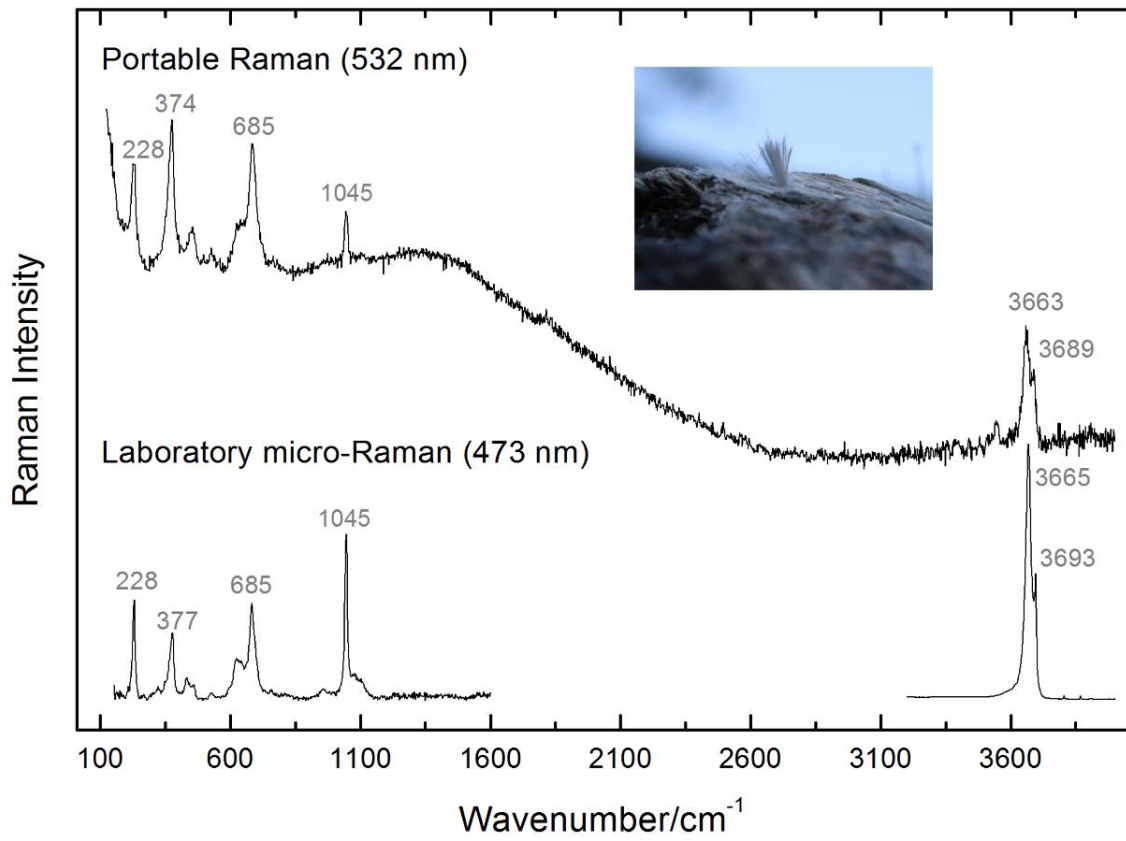 Portable Raman (532 nm)
374
228
685
1045
3663
3689
Laboratory micro-Raman (473 nm)
3665
1045
3693
228
377
685
100 600 1100 1600 2100 2600 3100 3600
Wavenumber/cm⁻¹
Raman Intensity